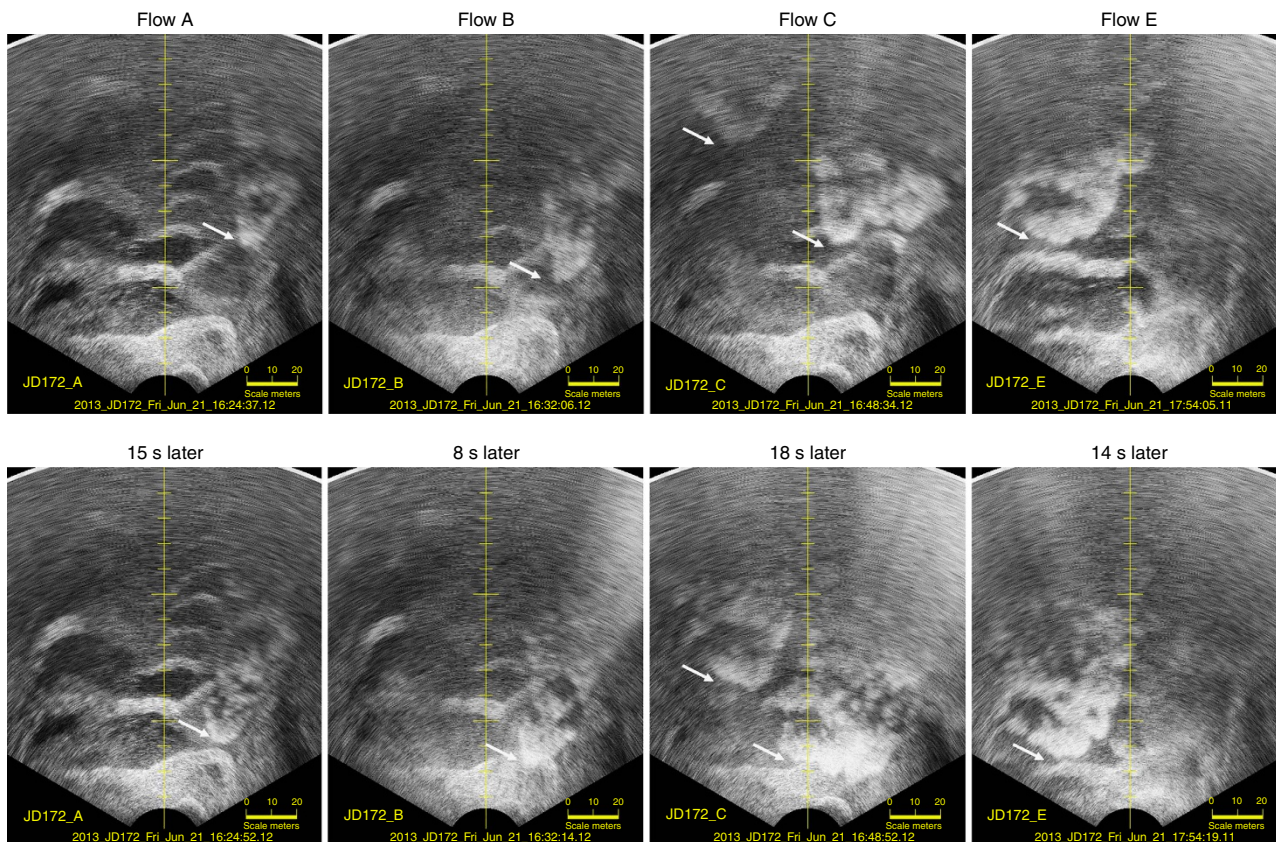 Flow A
Flow B
Flow C
Flow E
0 10 20
Scale meters
JD172_A
2013_JD172_Fri_Jun_21_16:24:37.12
0 10 20
Scale meters
JD172_B
2013_JD172_Fri_Jun_21_16:32:06.12
0 10 20
Scale meters
JD172_C
2013_JD172_Fri_Jun_21_16:48:34.12
0 10 20
Scale meters
JD172_E
2013_JD172_Fri_Jun_21_17:54:05.11
15 s later
8 s later
18 s later
14 s later
0 10 20
Scale meters
JD172_A
2013_JD172_Fri_Jun_21_16:24:52.12
0 10 20
Scale meters
JD172_B
2013_JD172_Fri_Jun_21_16:32:14.12
0 10 20
Scale meters
JD172_C
2013_JD172_Fri_Jun_21_16:48:52.12
0 10 20
Scale meters
JD172_E
2013_JD172_Fri_Jun_21_17:54:19.11